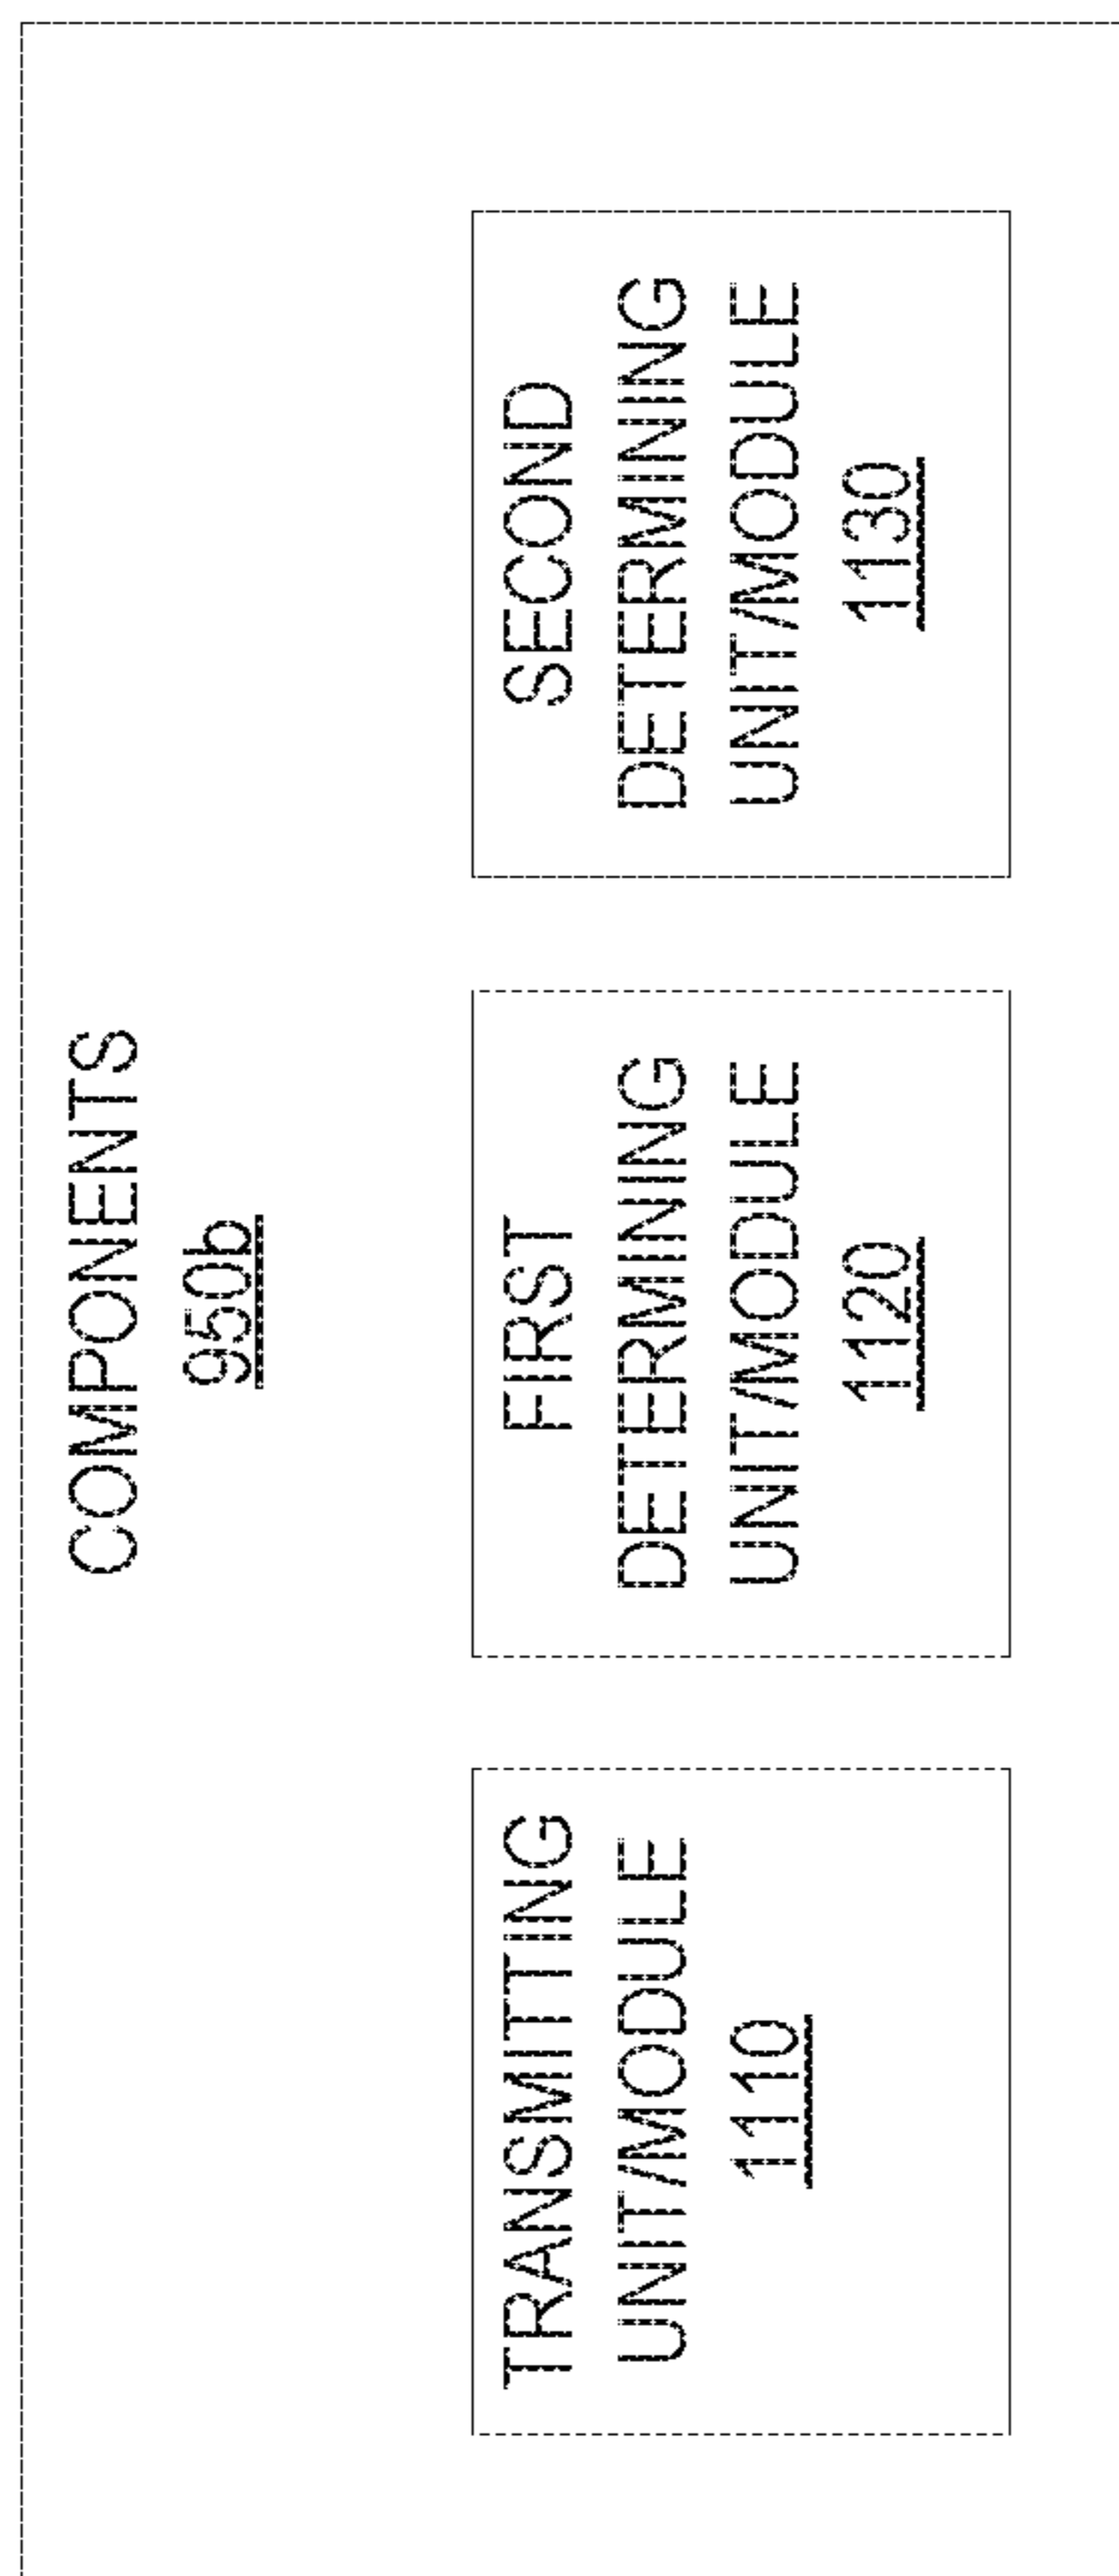 COMPONENTS
950b
TRANSMITTING
UNIT/MODULE
1110
FIRST
DETERMINING
UNIT/MODULE
1120
SECOND
DETERMINING
UNIT/MODULE
1130